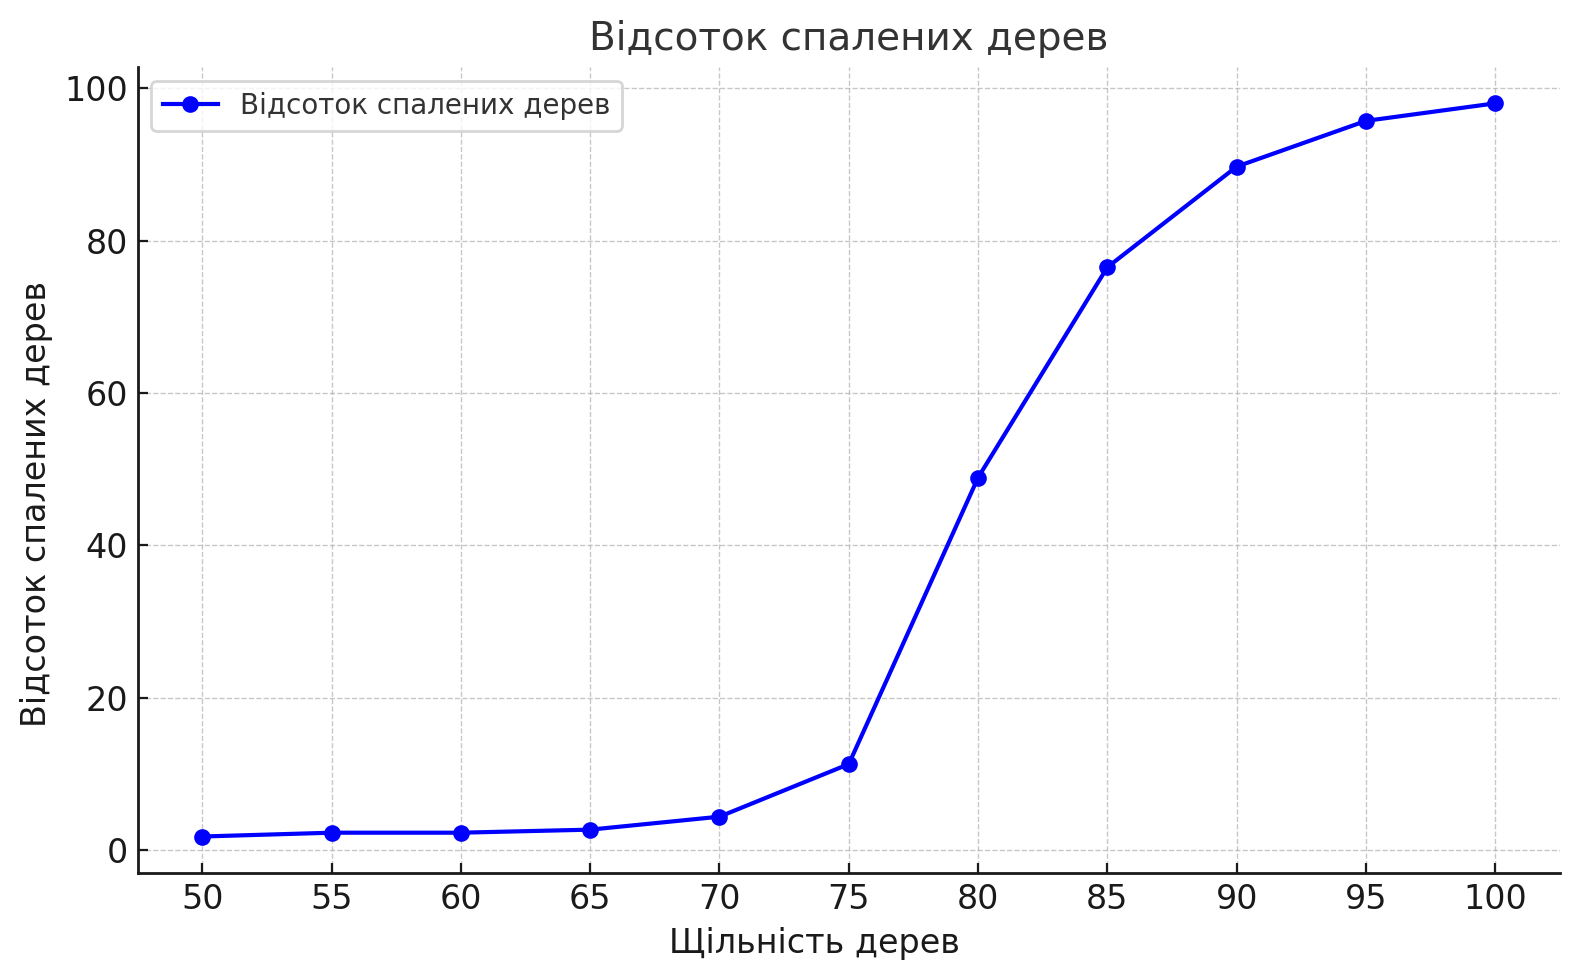 Відсоток спалених дерев
Відсоток спалених дерев
Відсоток спалених дерев
100
80
60
40
20
0
50 55 60 65 70 75 80 85 90 95 100
Щільність дерев